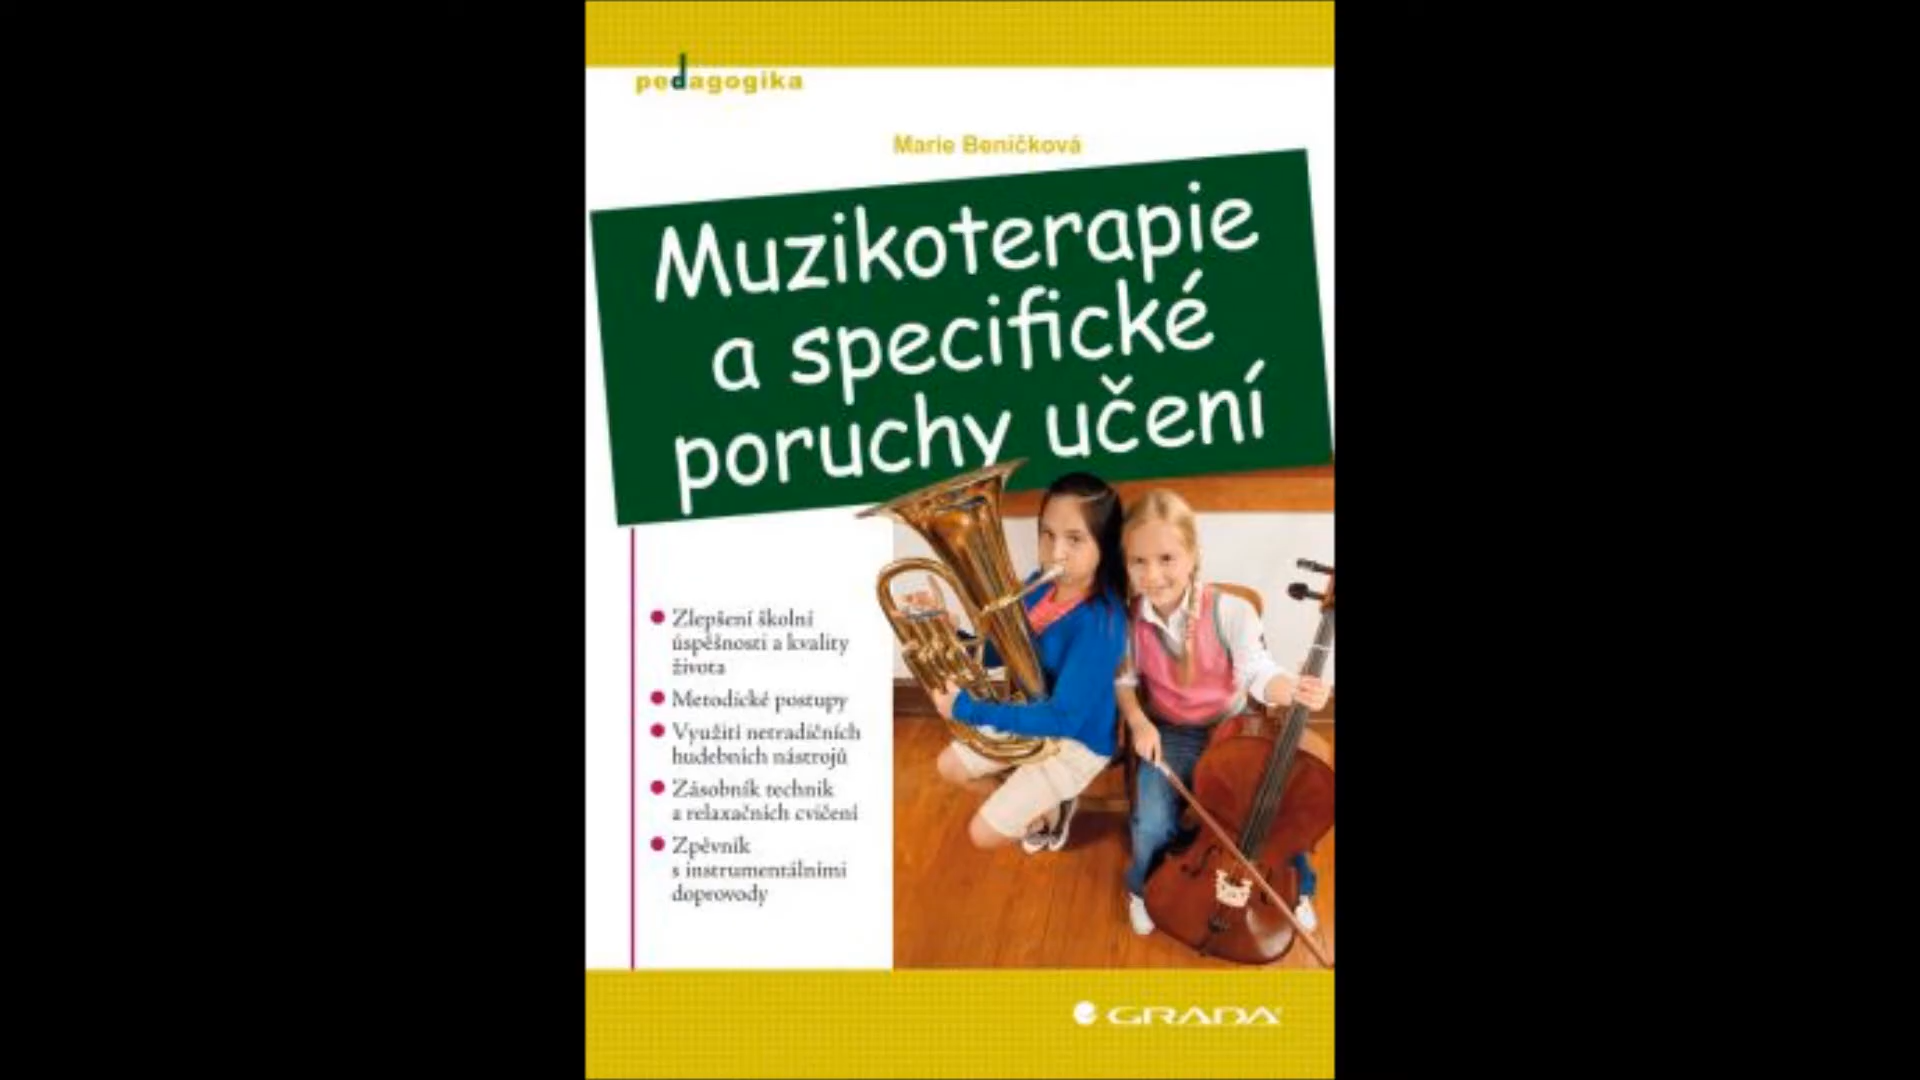 pedagogika
Marie Beníčková
Muzikoterapie
a specifické
poruchy učení
Zlepšení školní
úspěšnosti a kvality
života
Metodické postupy
Využití netradičních
hudebních nástrojů
Zásobník technik
a relaxačních cvičení
Zpěvník
s instrumentálními
doprovody
GRADA